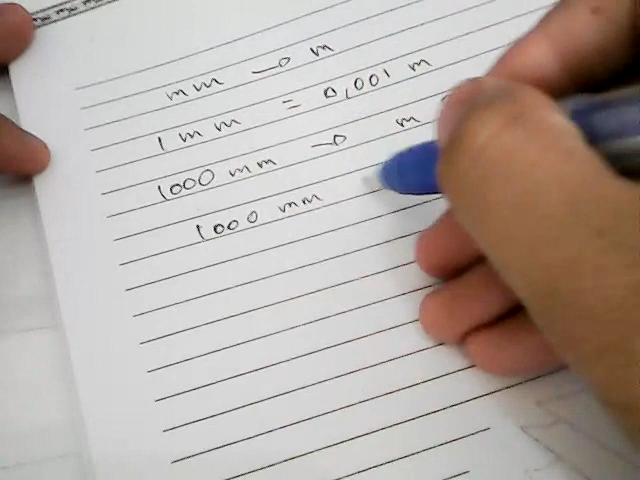 mm → m
1 mm = 0,001 m
1000 mm → m
1000 mm